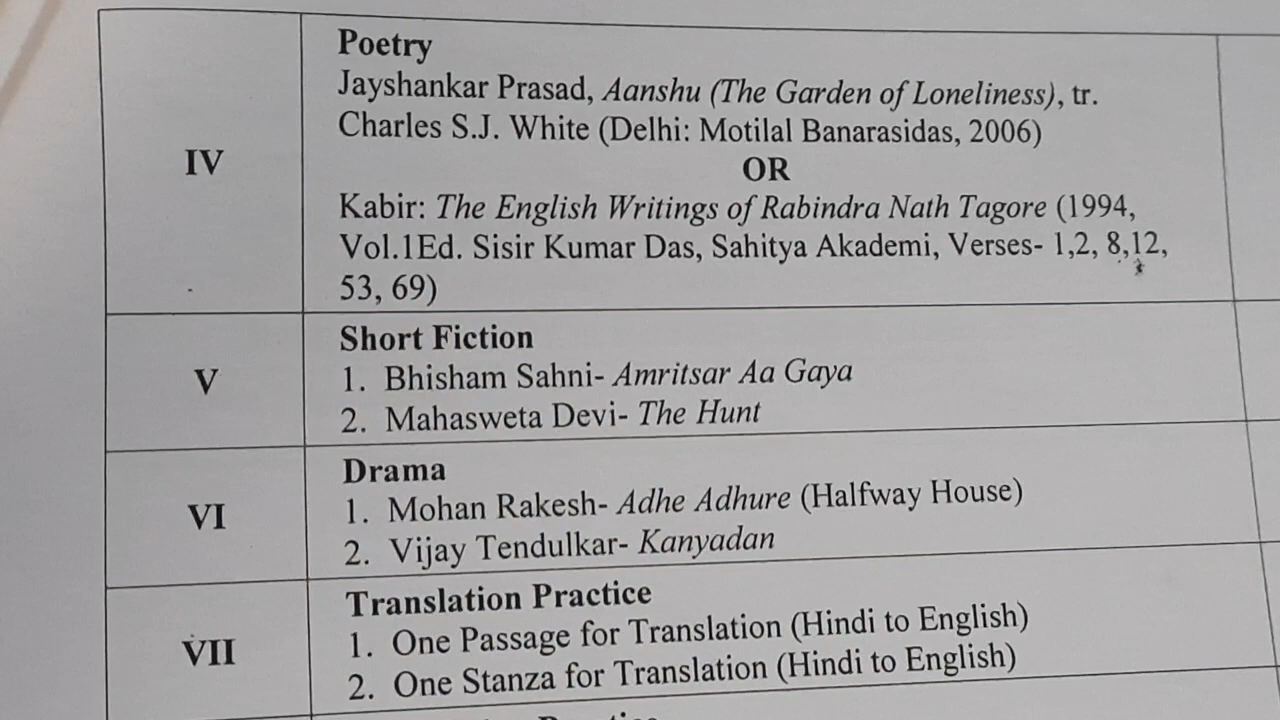 IV
Poetry
Jayshankar Prasad, Aanshu (The Garden of Loneliness), tr.
Charles S.J. White (Delhi: Motilal Banarasidas, 2006)
OR
Kabir: The English Writings of Rabindra Nath Tagore (1994,
Vol.1Ed. Sisir Kumar Das, Sahitya Akademi, Verses- 1,2, 8,12,
53, 69)
V
Short Fiction
1. Bhisham Sahni- Amritsar Aa Gaya
2. Mahasweta Devi- The Hunt
VI
Drama
1. Mohan Rakesh- Adhe Adhure (Halfway House)
2. Vijay Tendulkar- Kanyadan
VII
Translation Practice
1. One Passage for Translation (Hindi to English)
2. One Stanza for Translation (Hindi to English)